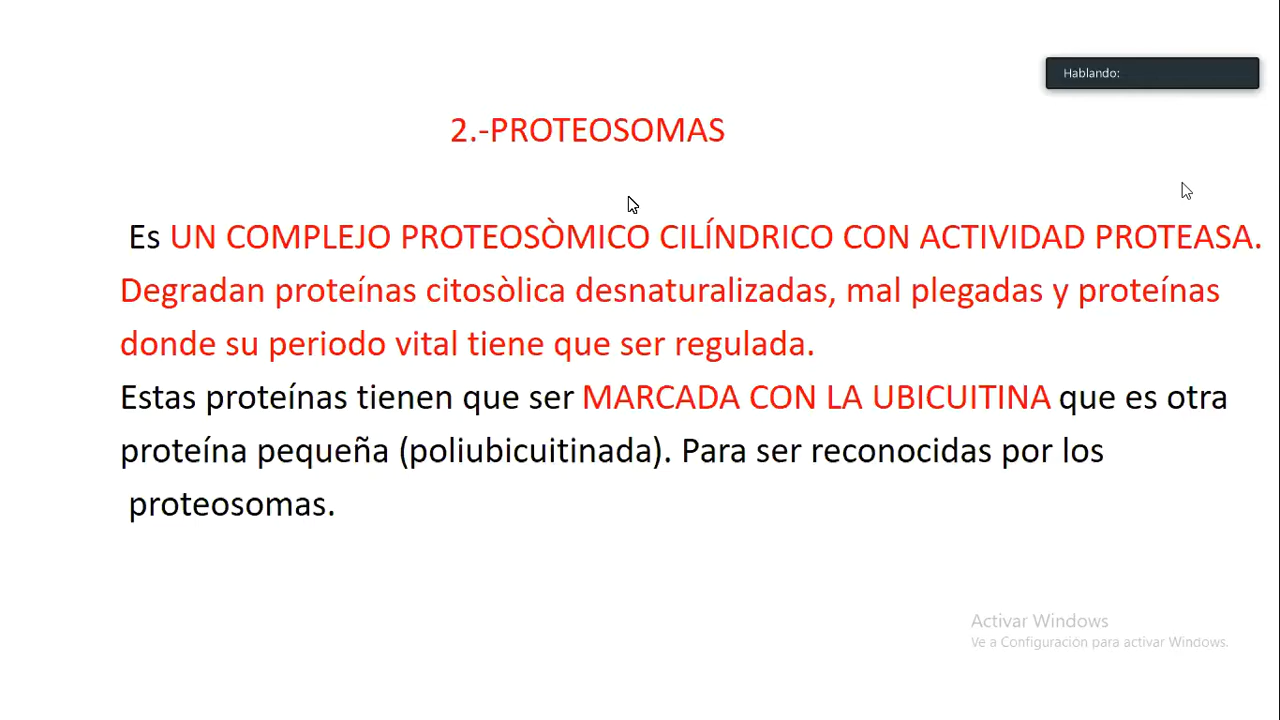 Hablando:
2.-PROTEOSOMAS
Es UN COMPLEJO PROTEOSÒMICO CILÍNDRICO CON ACTIVIDAD PROTEASA.
Degradan proteínas citosòlica desnaturalizadas, mal plegadas y proteínas
donde su periodo vital tiene que ser regulada.
Estas proteínas tienen que ser MARCADA CON LA UBICUITINA que es otra
proteína pequeña (poliubicuitinada). Para ser reconocidas por los
proteosomas.
Activar Windows
Ve a Configuración para activar Windows.